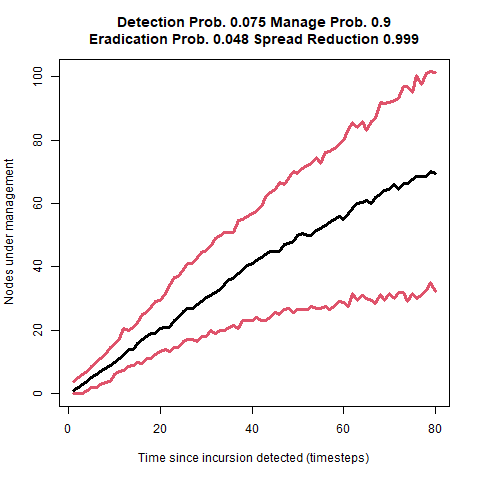 Detection Prob. 0.075 Manage Prob. 0.9
Eradication Prob. 0.048 Spread Reduction 0.999
Nodes under management
100
80
60
40
20
0
0 20 40 60 80
Time since incursion detected (timesteps)